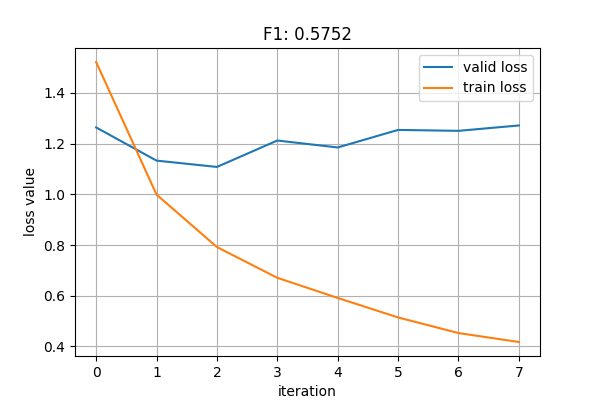 F1: 0.5752
valid loss
train loss
1.4
1.2
1.0
0.8
0.6
0.4
loss value
0 1 2 3 4 5 6 7
iteration